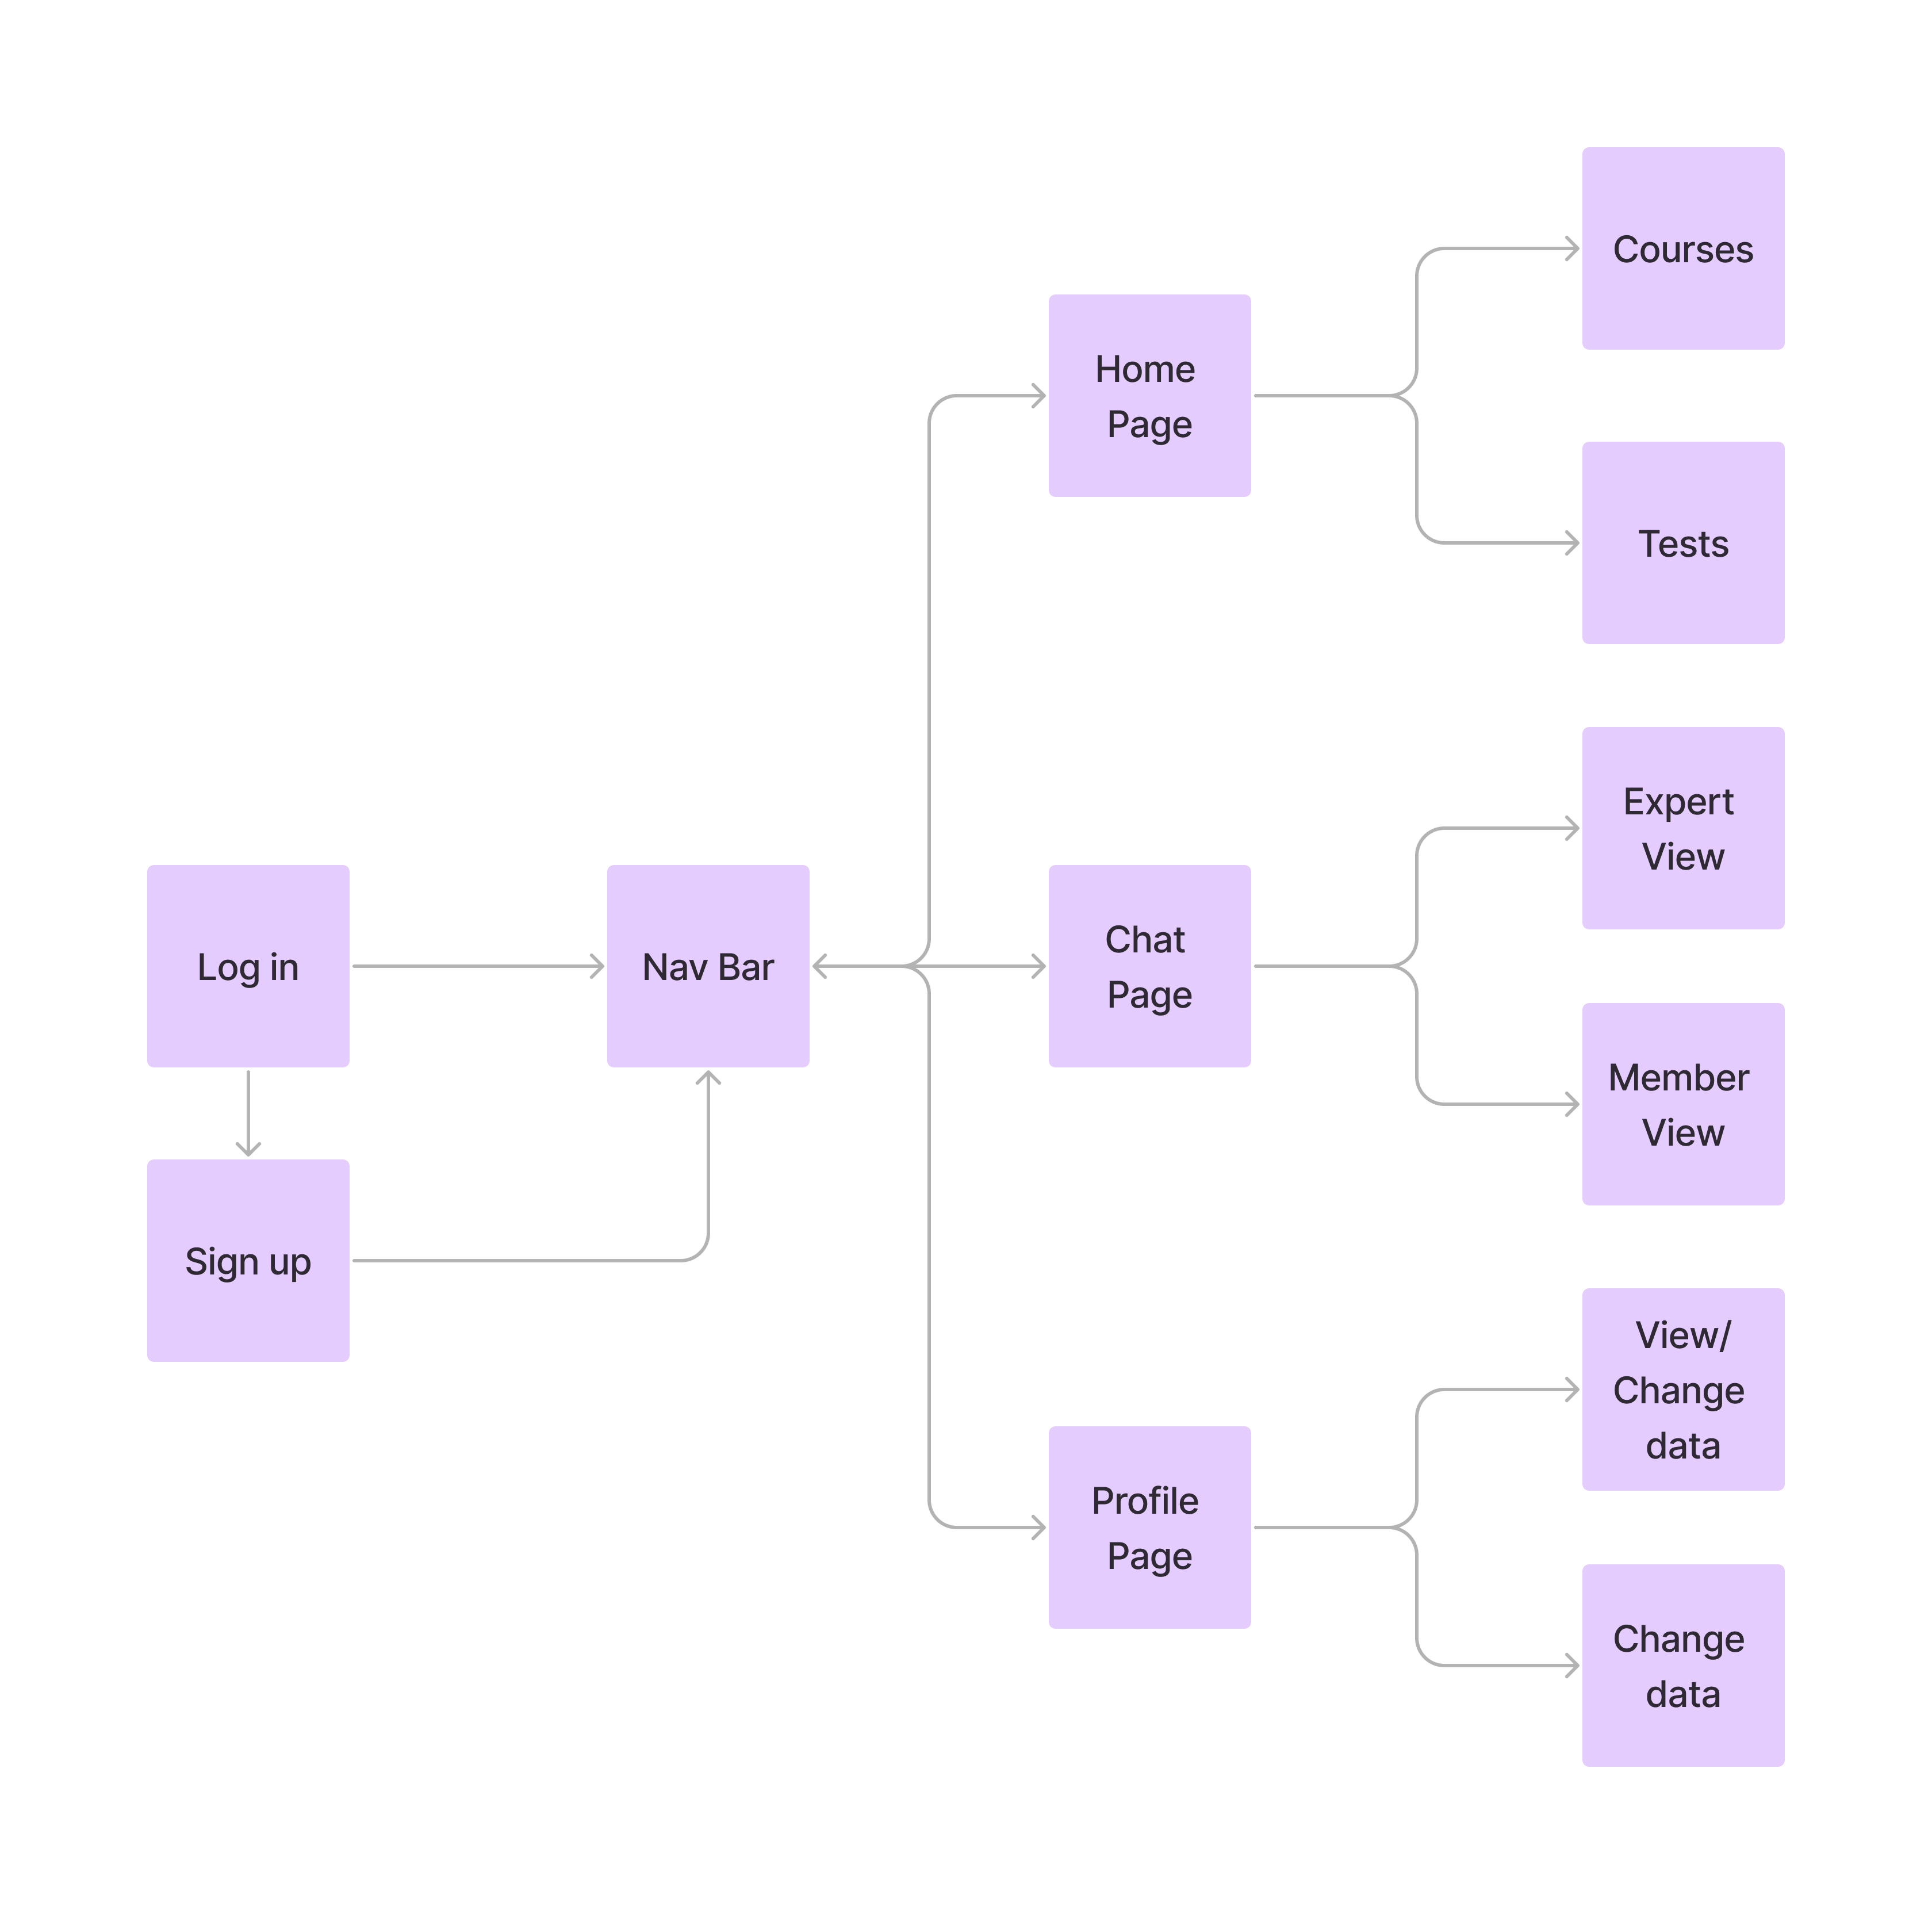 Log in
Sign up
Nav Bar
Home
Page
Courses
Tests
Chat
Page
Expert
View
Member
View
Profile
Page
View/
Change
data
Change
data